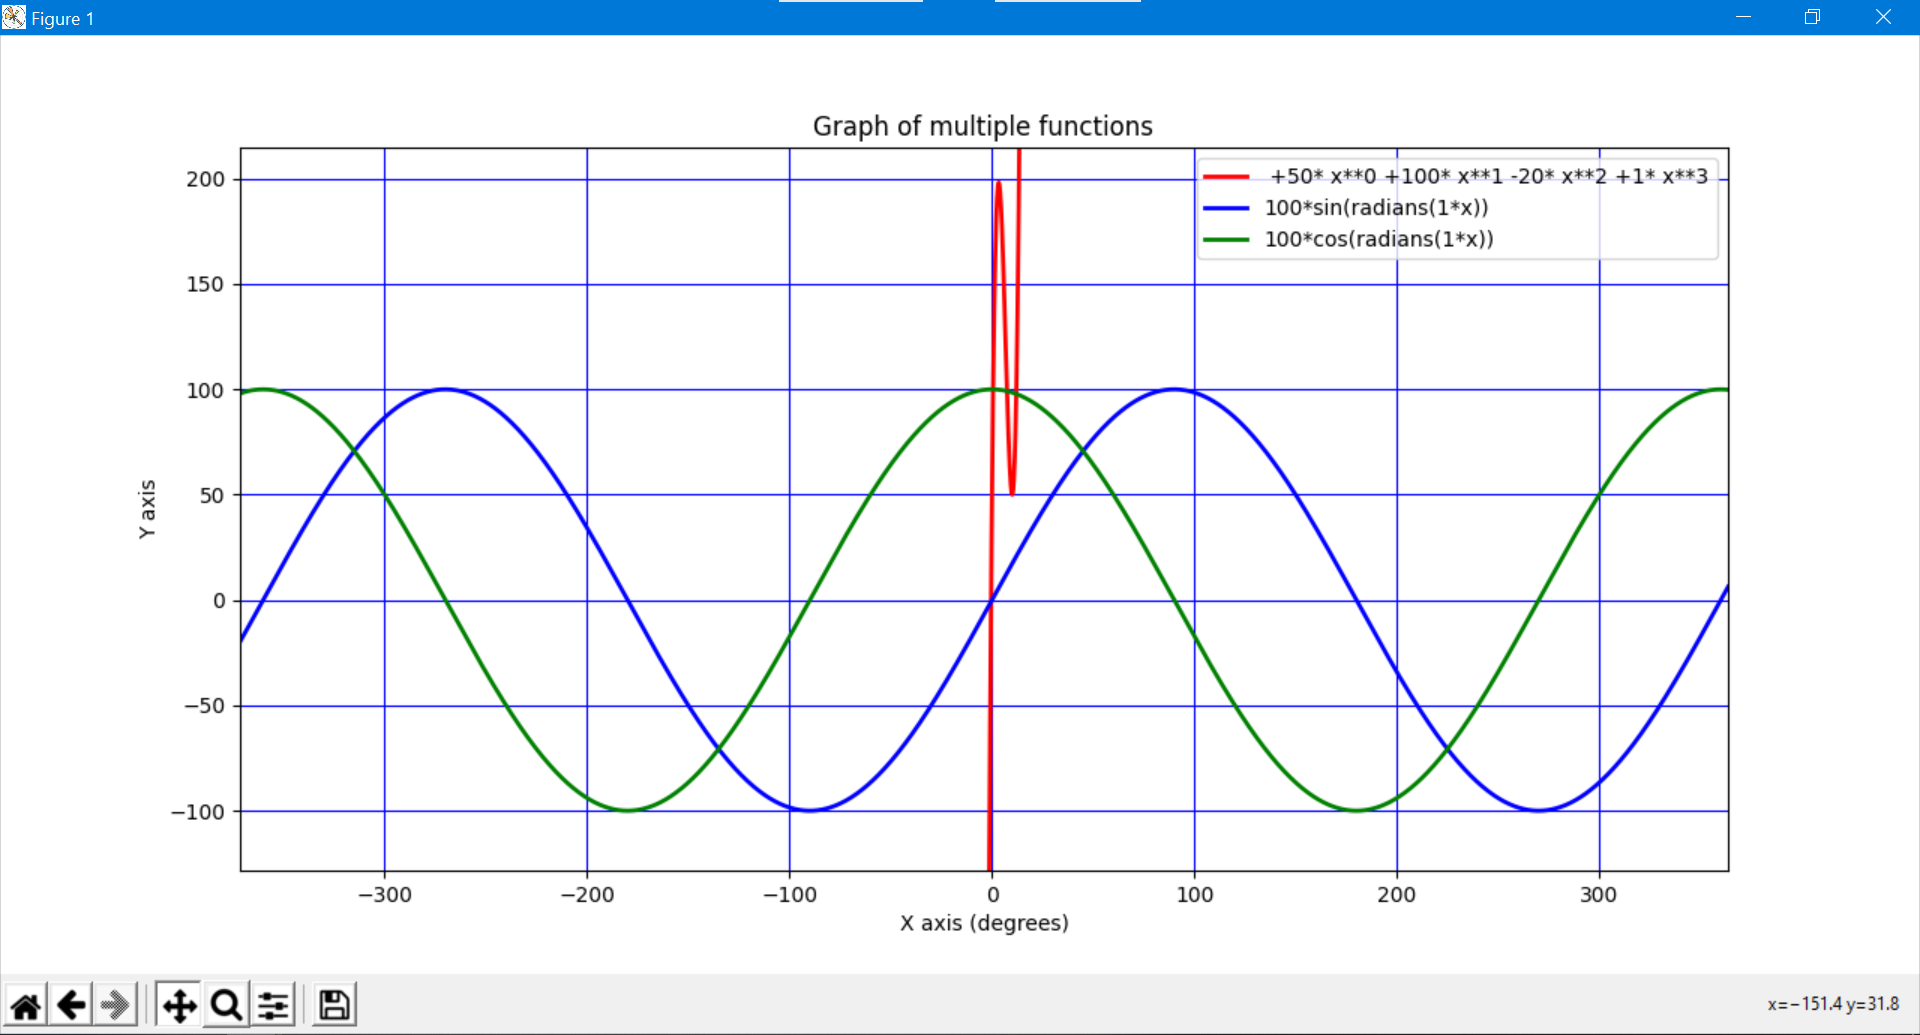 Figure 1
Graph of multiple functions
+50* x**0 +100* x**1 -20* x**2 +1* x**3
100*sin(radians(1*x))
100*cos(radians(1*x))
200
150
100
50
0
−50
−100
Y axis
−300 −200 −100 0 100 200 300
X axis (degrees)
x=−151.4 y=31.8